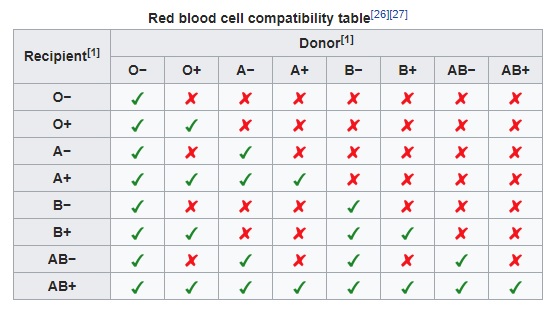 Red blood cell compatibility table[26][27]
Recipient[1] Donor[1]
O− O+ A− A+ B− B+ AB− AB+
O− ✓ ✘ ✘ ✘ ✘ ✘ ✘ ✘
O+ ✓ ✓ ✘ ✘ ✘ ✘ ✘ ✘
A− ✓ ✘ ✓ ✘ ✘ ✘ ✘ ✘
A+ ✓ ✓ ✓ ✓ ✘ ✘ ✘ ✘
B− ✓ ✘ ✘ ✘ ✓ ✘ ✘ ✘
B+ ✓ ✓ ✘ ✘ ✓ ✓ ✘ ✘
AB− ✓ ✘ ✓ ✘ ✓ ✘ ✓ ✘
AB+ ✓ ✓ ✓ ✓ ✓ ✓ ✓ ✓